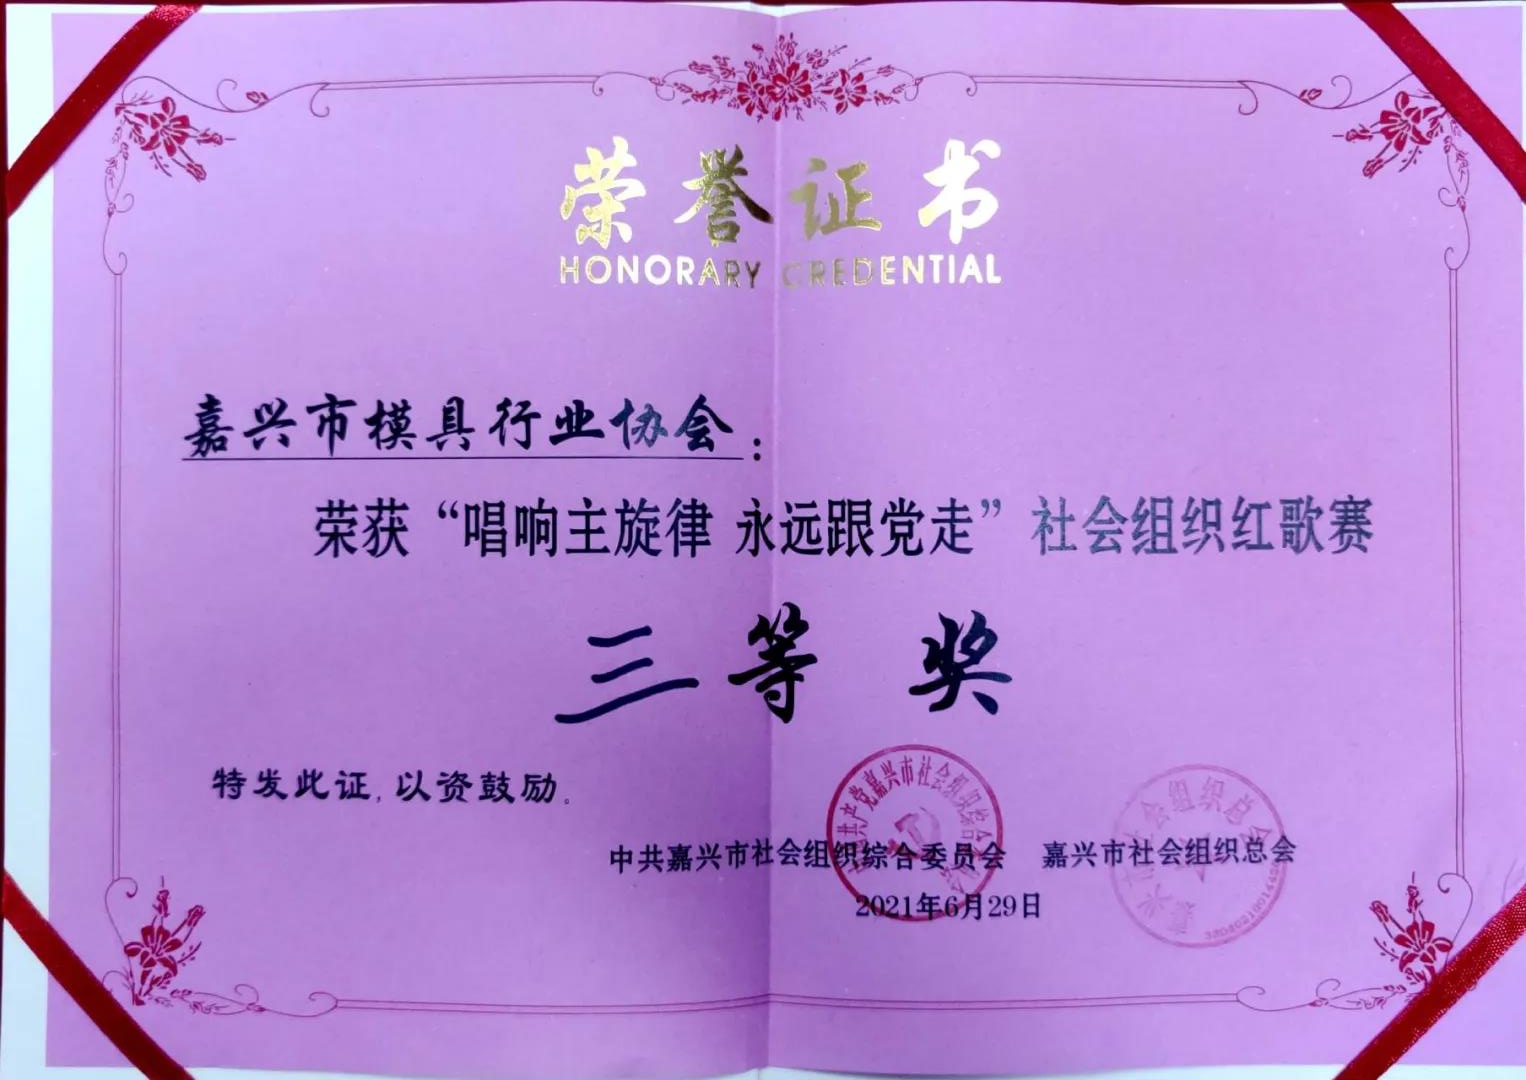 荣誉证书
HONORARY CREDENTIAL
嘉兴市模具行业协会：
荣获“唱响主旋律 永远跟党走”社会组织红歌赛
三等奖
特发此证，以资鼓励。
中共嘉兴市社会组织综合委员会 嘉兴市社会组织总会
2021年6月29日